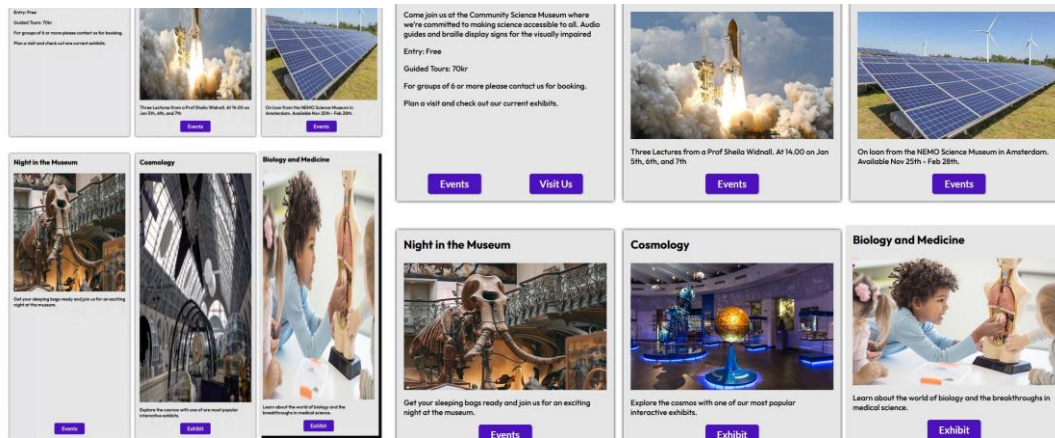 Entry: Free
Guided Tours: 70kr
For groups of 6 or more please contact us for booking.
Plan a visit and check out are current exhibits.
Three Lectures from a Prof Sheila Widnall. At 14.00 on
Jan 5th, 6th, and 7th
Events
On loan from the NEMO Science Museum in
Amsterdam. Available Nov 25th - Feb 28th.
Events
Night in the Museum
Get your sleeping bags ready and join us for an exciting
night at the museum.
Events
Cosmology
Explore the cosmos with one of are most popular
interactive exhibits.
Exhibit
Biology and Medicine
Learn about the world of biology and the
breakthroughs in medical science.
Exhibit
Come join us at the Community Science Museum where
we're committed to making science accessible to all. Audio
guides and braille display signs for the visually impaired
Entry: Free
Guided Tours: 70kr
For groups of 6 or more please contact us for booking.
Plan a visit and check out our current exhibits.
Events
Visit Us
Three Lectures from a Prof Sheila Widnall. At 14.00 on Jan
5th, 6th, and 7th
Events
On loan from the NEMO Science Museum in Amsterdam.
Available Nov 25th - Feb 28th.
Events
Night in the Museum
Get your sleeping bags ready and join us for an exciting
night at the museum.
Events
Cosmology
Explore the cosmos with one of our most popular
interactive exhibits.
Exhibit
Biology and Medicine
Learn about the world of biology and the breakthroughs in
medical science.
Exhibit